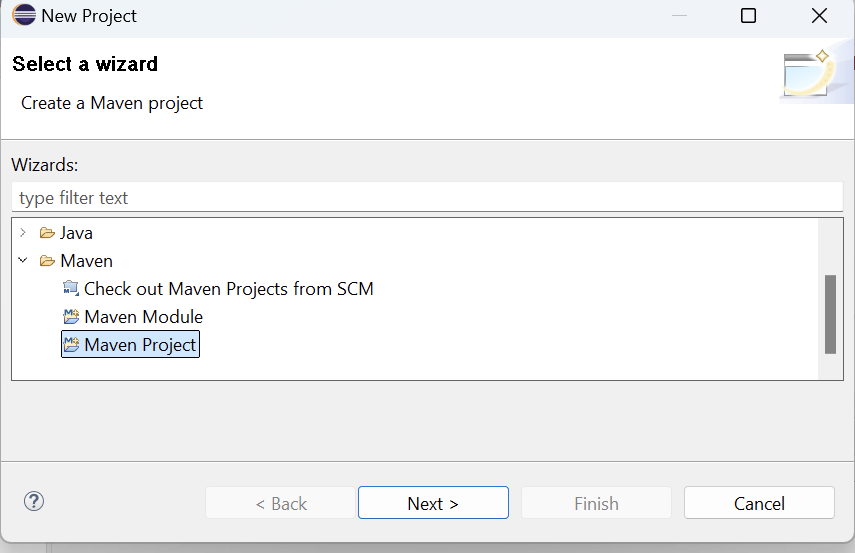 New Project
Select a wizard
Create a Maven project
Wizards:
type filter text
Java
Maven
Check out Maven Projects from SCM
Maven Module
Maven Project
< Back Next > Finish Cancel